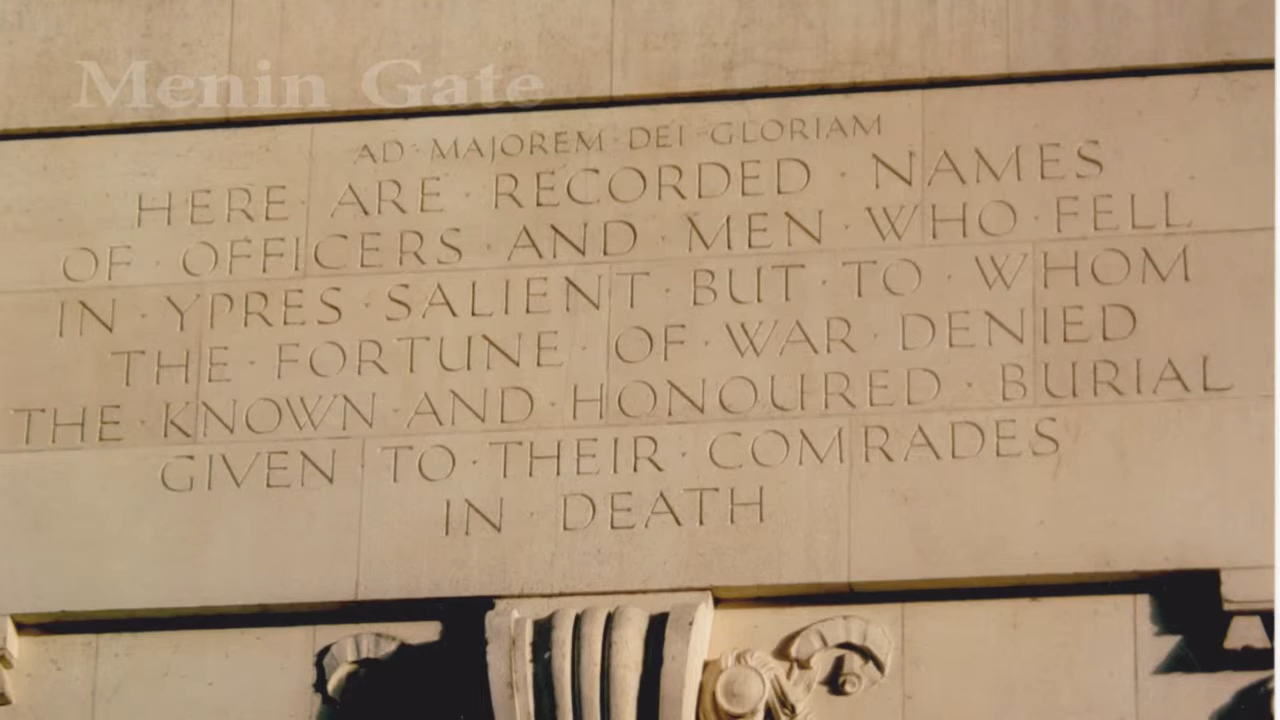 Menin Gate
AD · MAJOREM · DEI · GLORIAM
HERE · ARE · RECORDED · NAMES
OF · OFFICERS · AND · MEN · WHO · FELL
IN · YPRES · SALIENT · BUT · TO · WHOM
THE · FORTUNE · OF · WAR · DENIED
THE · KNOWN · AND · HONOURED · BURIAL
GIVEN · TO · THEIR · COMRADES
IN · DEATH